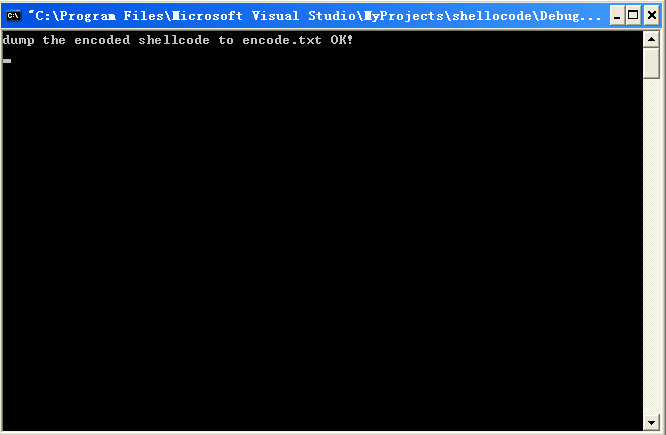 C:\ "C:\Program Files\Microsoft Visual Studio\MyProjects\shellocode\Debug...
dump the encoded shellcode to encode.txt OK!